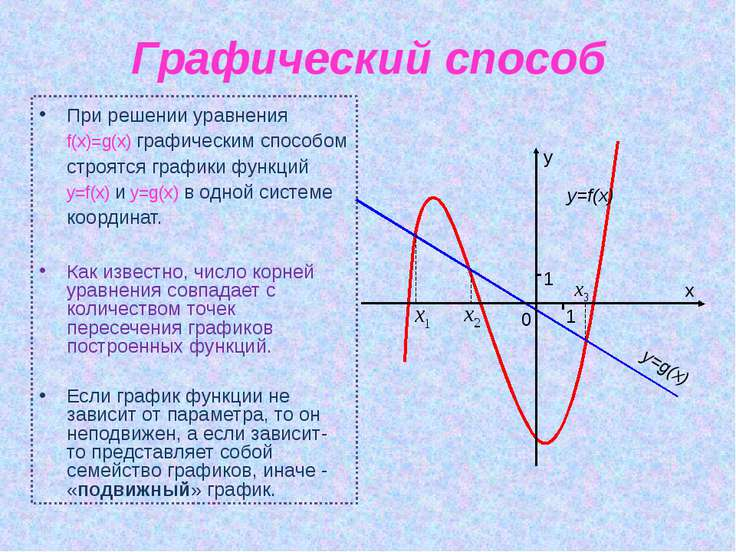 Графический способ
• При решении уравнения
f(x)=g(x) графическим способом
строятся графики функций
y=f(x) и y=g(x) в одной системе
координат.
• Как известно, число корней
уравнения совпадает с
количеством точек
пересечения графиков
построенных функций.
• Если график функции не
зависит от параметра, то он
неподвижен, а если зависит-
то представляет собой
семейство графиков, иначе -
«подвижный» график.
y
y=f(x)
1
x₃
x
x₁
x₂
0
1
y=g(x)